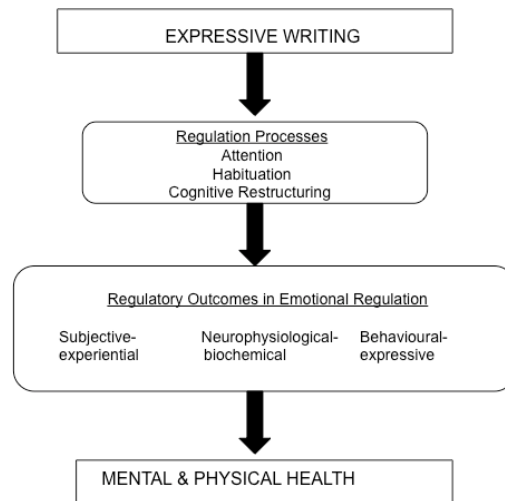 EXPRESSIVE WRITING
Regulation Processes
Attention
Habituation
Cognitive Restructuring
Regulatory Outcomes in Emotional Regulation
Subjective-
experiential
Neurophysiological-
biochemical
Behavioural-
expressive
MENTAL & PHYSICAL HEALTH